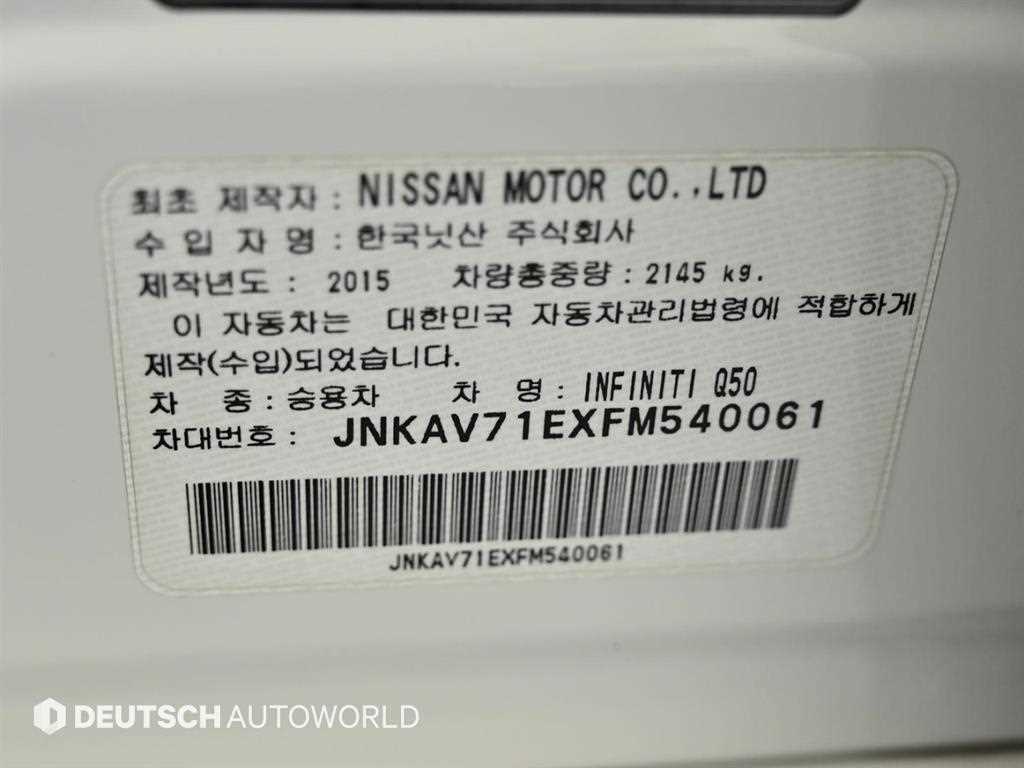 최초 제작자 : NISSAN MOTOR CO.,LTD
수 입 자 명 : 한국닛산 주식회사
제작년도 : 2015 차량총중량 : 2145 kg.
이 자동차는 대한민국 자동차관리법령에 적합하게
제작(수입)되었습니다.
차 종 : 승용차 차 명 : INFINITI Q50
차대번호 : JNKAV71EXFM540061
JNKAV71EXFM540061
DEUTSCH AUTOWORLD